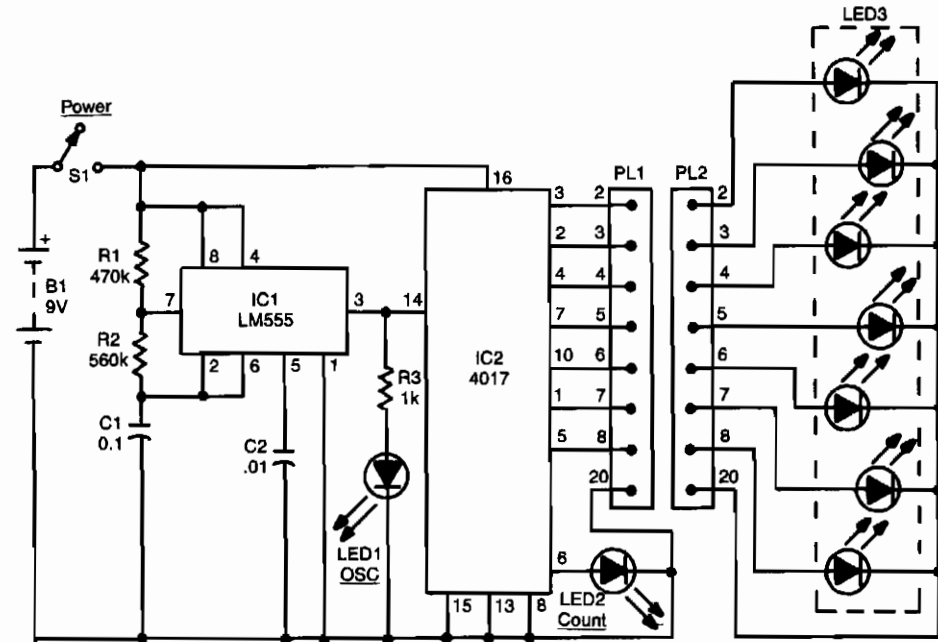 LED3
Power
S1
16
PL1
PL2
3 2
2 3
4 4
7 5
10 6
1 7
5 8
20
2
3
4
5
6
7
8
20
+
B1
9V
R1
470k
R2
560k
C1
0.1
8 4
7
IC1
LM555
3
14
2 6 5 1
C2
.01
R3
1k
LED1
OSC
IC2
4017
6
LED2
Count
15 13 8